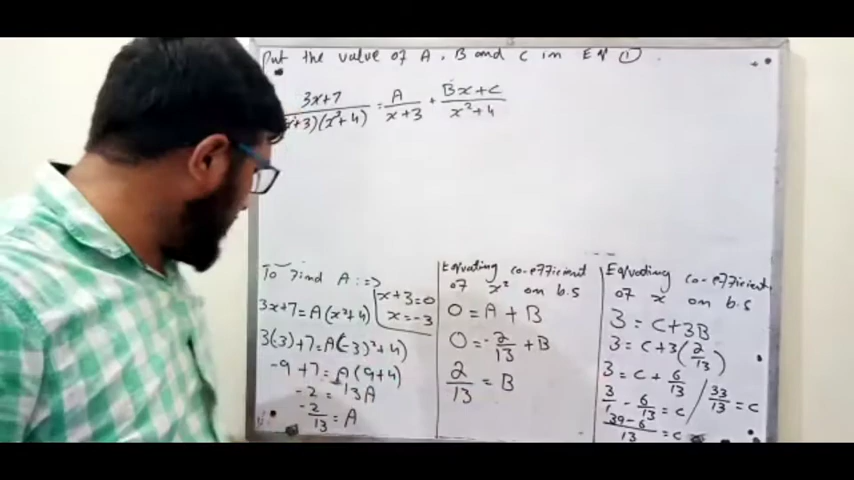 Put the value of A, B and C in Eq ①
3x+7 / (x+3)(x²+4) = A / x+3 + Bx+C / x²+4
To Find A :=>
x+3=0
x=-3
3x+7=A(x²+4)
3(-3)+7=A((-3)²+4)
-9+7=A(9+4)
-2=13A
-2/13=A
Equating co-efficient
of x² on b.s
0=A+B
0=-2/13+B
2/13=B
Equating co-efficient
of x on b.s
3=C+3B
3=C+3(2/13)
3=C+6/13
3/1-6/13=C
39-6/13=C
33/13=C